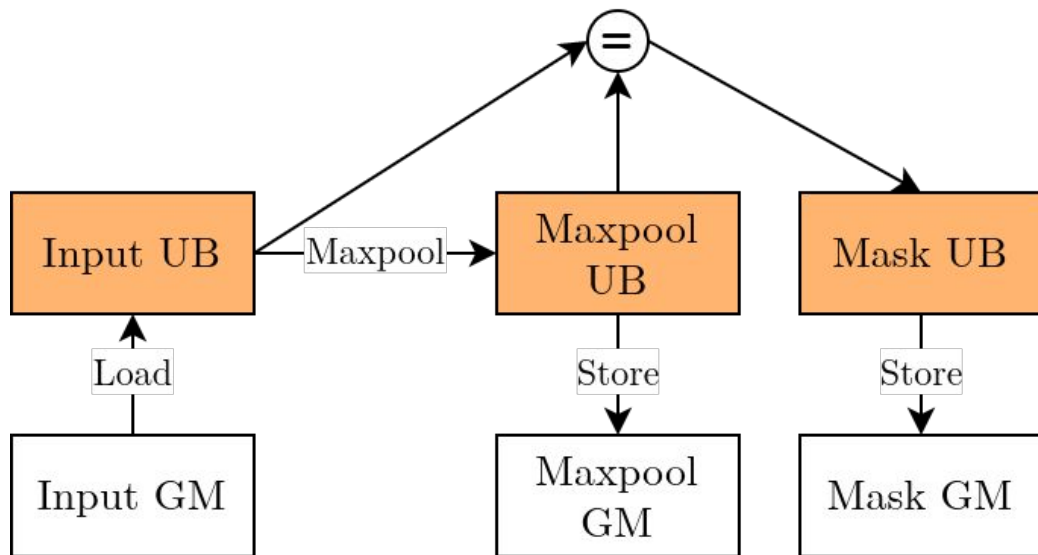 =
Input UB
Maxpool
Maxpool
UB
Mask UB
Load
Store
Store
Input GM
Maxpool
GM
Mask GM